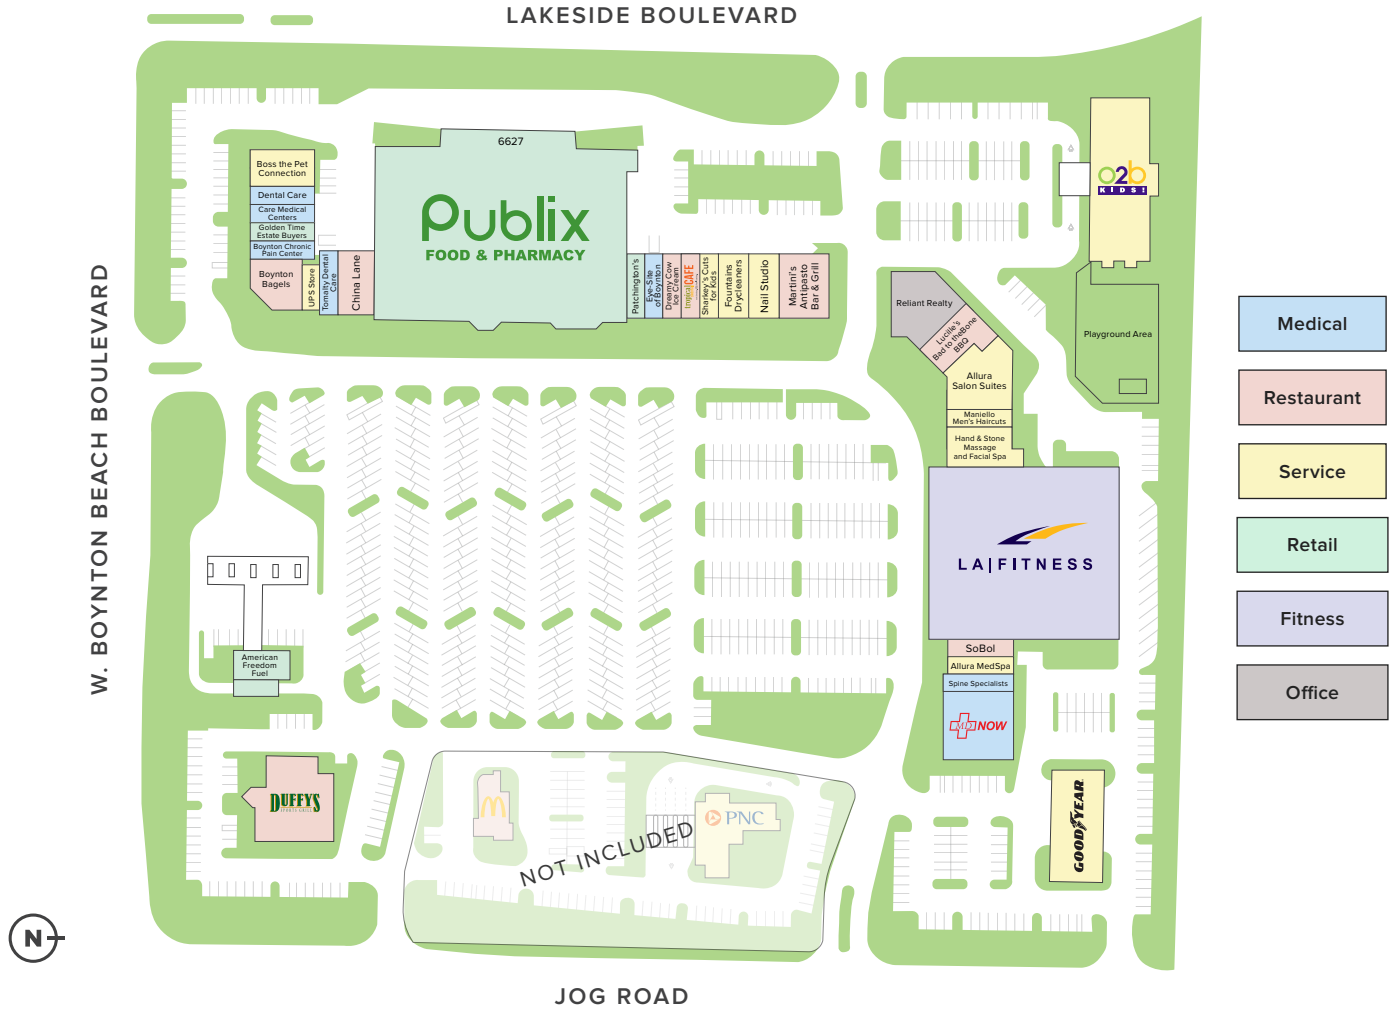 LAKESIDE BOULEVARD
W. BOYNTON BEACH BOULEVARD
6627
Publix
FOOD & PHARMACY
Boss the Pet
Connection
Dental Care
Care Medical
Centers
Golden Time
Estate Buyers
Boynton Chronic
Pain Center
Boynton
Bagels
UPS Store
Tomalty Dental
Care
China Lane
Patchington's
Eye-Site
of Boynton
Dreamy Cow
Ice Cream
tropical CAFE
Sharkey's Cuts
for Kids
Fountains
Drycleaners
Nail Studio
Martini's
Antipasto
Bar & Grill
o2b
KIDS!
Playground Area
Reliant Realty
Lucille's
Bad to theBone
BBQ
Allura
Salon Suites
Maniello
Men's Haircuts
Hand & Stone
Massage
and Facial Spa
LA|FITNESS
SoBol
Allura MedSpa
Spine Specialists
MD NOW
GOODYEAR
American
Freedom
Fuel
DUFFY'S
SPORTS GRILL
NOT INCLUDED
PNC
Medical
Restaurant
Service
Retail
Fitness
Office
N
JOG ROAD